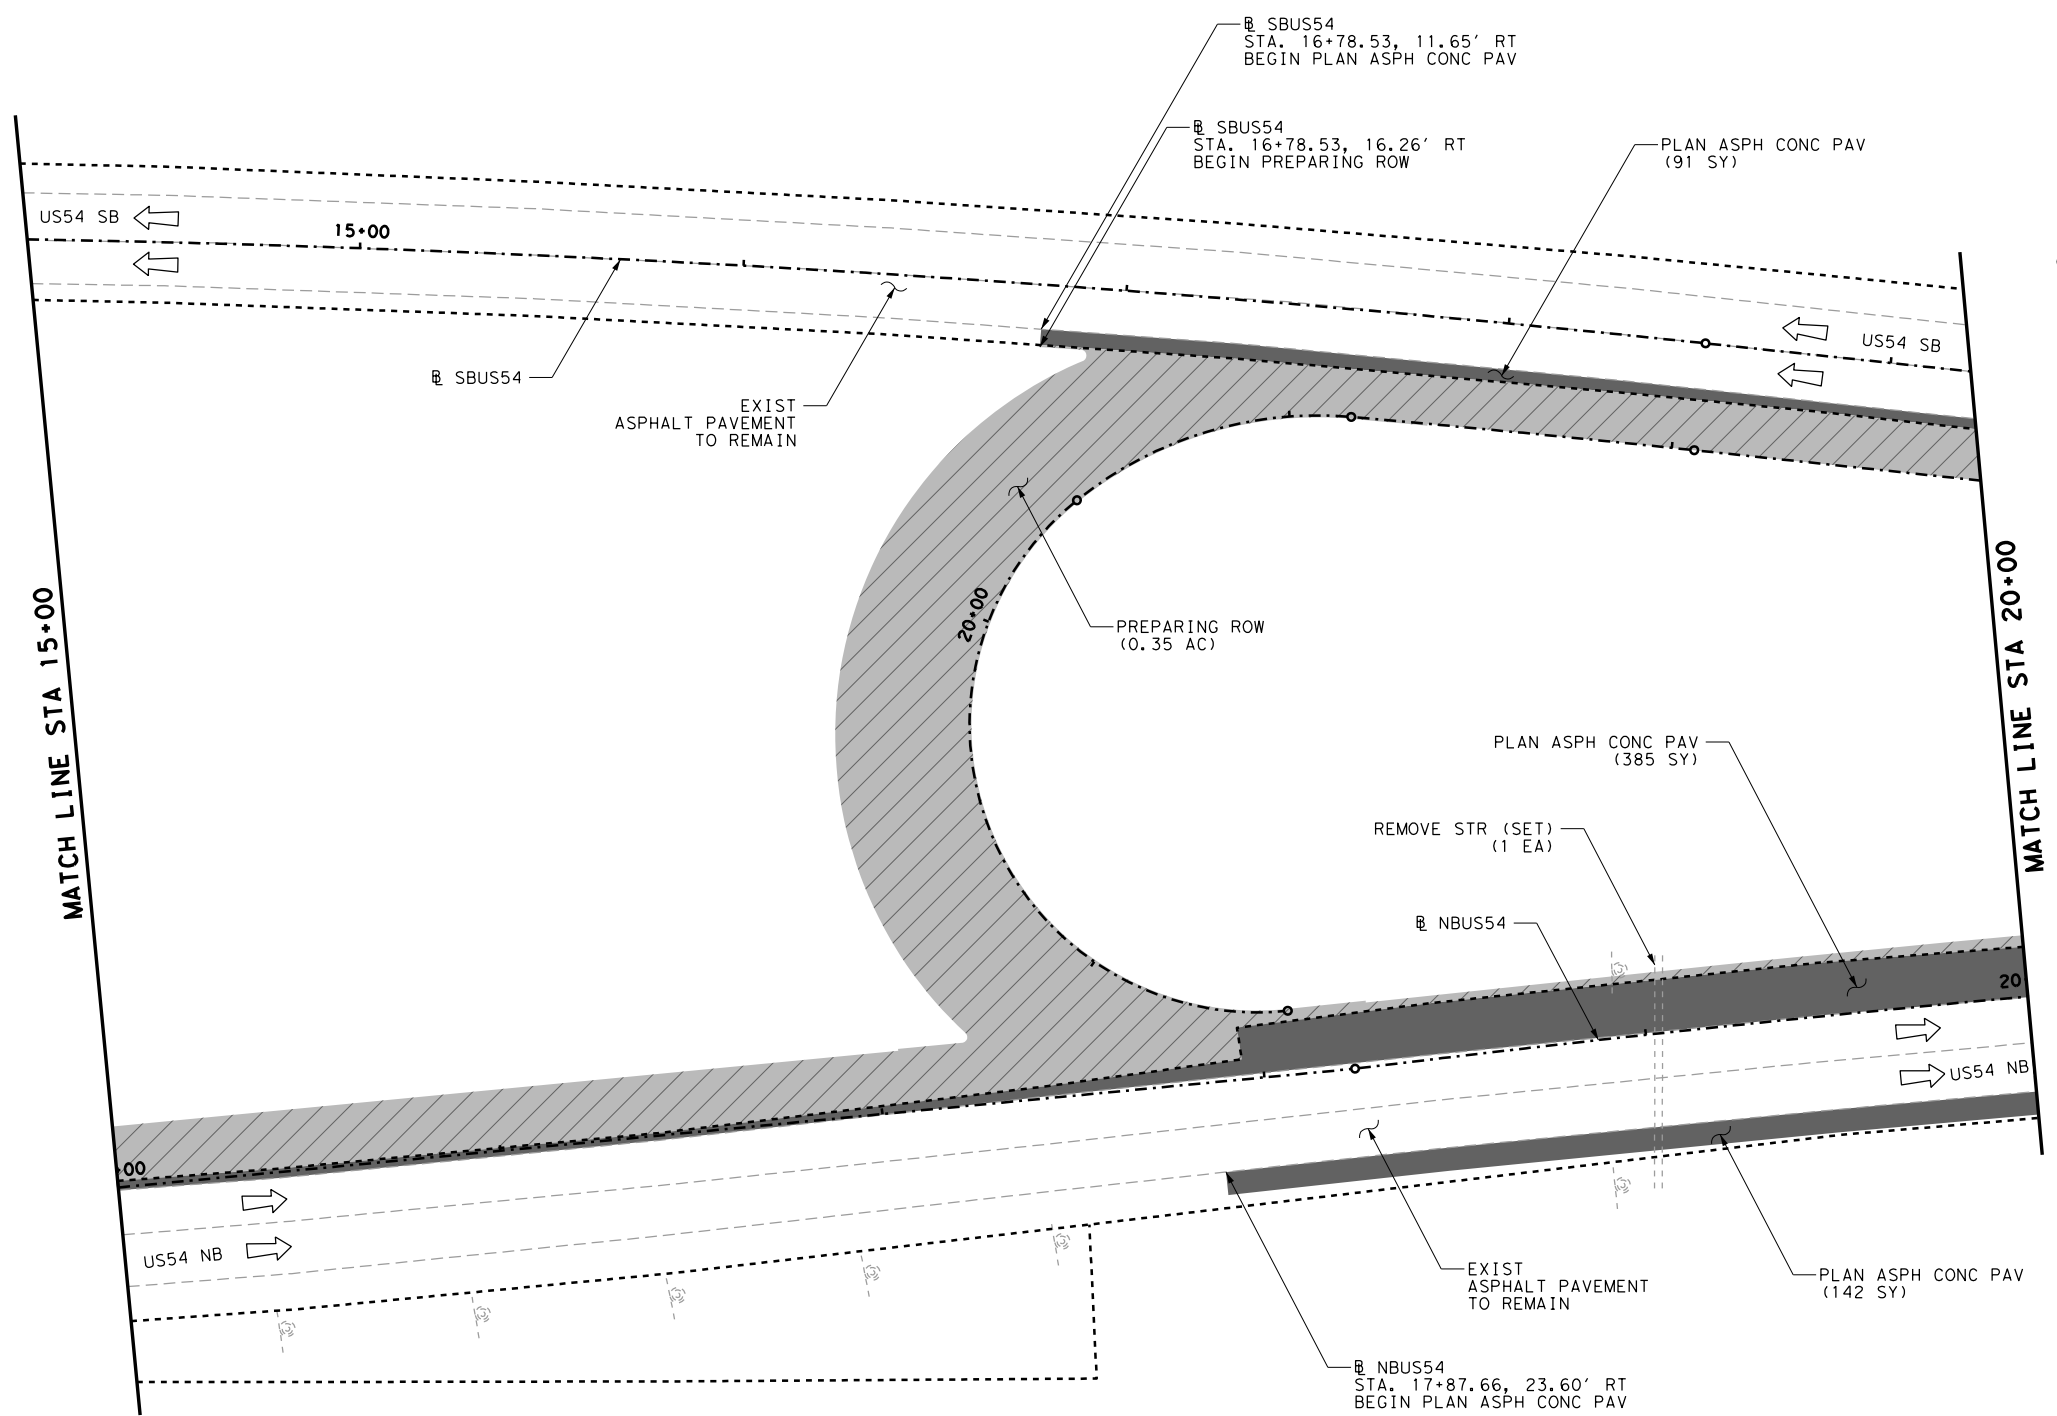 ℄ SBUS54
STA. 16+78.53, 11.65' RT
BEGIN PLAN ASPH CONC PAV
℄ SBUS54
STA. 16+78.53, 16.26' RT
BEGIN PREPARING ROW
PLAN ASPH CONC PAV
(91 SY)
US54 SB
15+00
US54 SB
℄ SBUS54
EXIST
ASPHALT PAVEMENT
TO REMAIN
MATCH LINE STA 15+00
20+00
PREPARING ROW
(0.35 AC)
MATCH LINE STA 20+00
PLAN ASPH CONC PAV
(385 SY)
REMOVE STR (SET)
(1 EA)
℄ NBUS54
20
US54 NB
+00
US54 NB
EXIST
ASPHALT PAVEMENT
TO REMAIN
PLAN ASPH CONC PAV
(142 SY)
℄ NBUS54
STA. 17+87.66, 23.60' RT
BEGIN PLAN ASPH CONC PAV